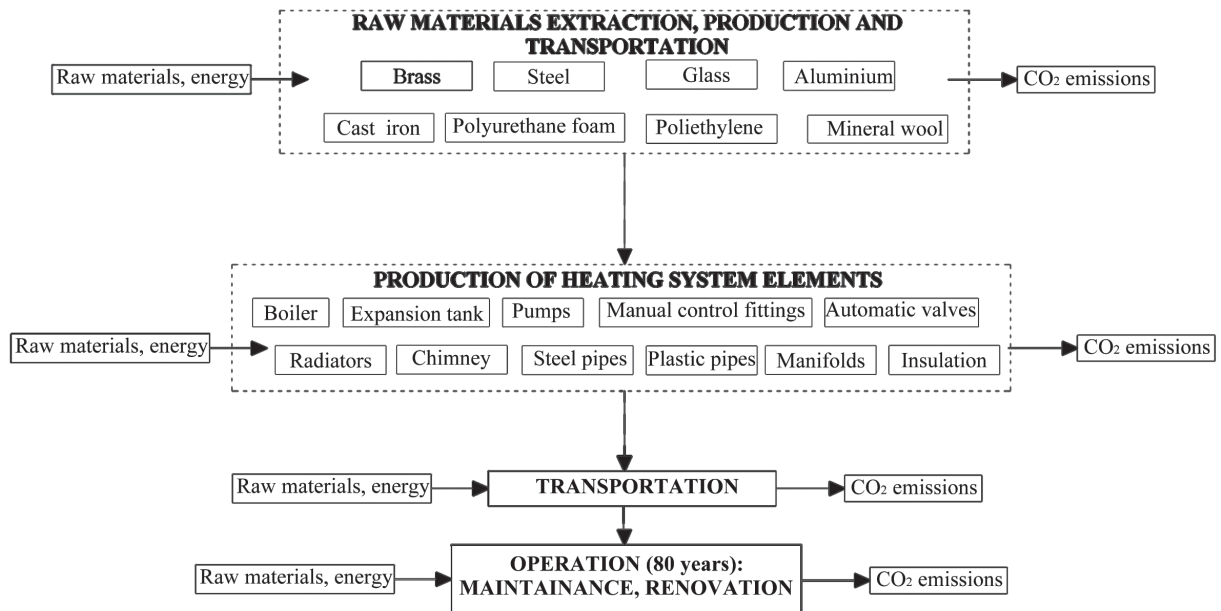 RAW MATERIALS EXTRACTION, PRODUCTION AND
TRANSPORTATION
Raw materials, energy
Brass
Steel
Glass
Aluminium
CO₂ emissions
Cast iron
Polyurethane foam
Poliethylene
Mineral wool
PRODUCTION OF HEATING SYSTEM ELEMENTS
Boiler
Expansion tank
Pumps
Manual control fittings
Automatic valves
Raw materials, energy
Radiators
Chimney
Steel pipes
Plastic pipes
Manifolds
Insulation
CO₂ emissions
Raw materials, energy
TRANSPORTATION
CO₂ emissions
Raw materials, energy
OPERATION (80 years):
MAINTAINANCE, RENOVATION
CO₂ emissions